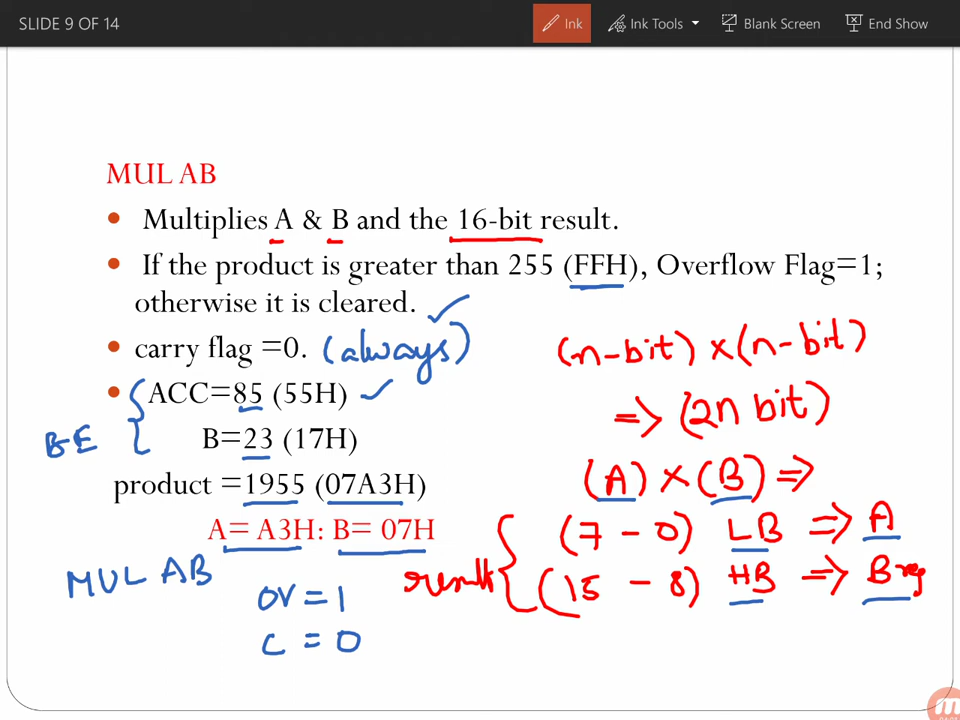 SLIDE 9 OF 14
Ink
Ink Tools
Blank Screen
End Show
MUL AB
• Multiplies A & B and the 16-bit result.
• If the product is greater than 255 (FFH), Overflow Flag=1;
otherwise it is cleared.
• carry flag =0. (always)
• ACC=85 (55H)
BE
B=23 (17H)
product =1955 (07A3H)
A= A3H: B= 07H
MUL AB
OV = 1
C = 0
(n-bit) × (n-bit)
=> (2n bit)
(A) × (B) =>
(7 - 0) LB => A
result (15 - 8) HB => B reg